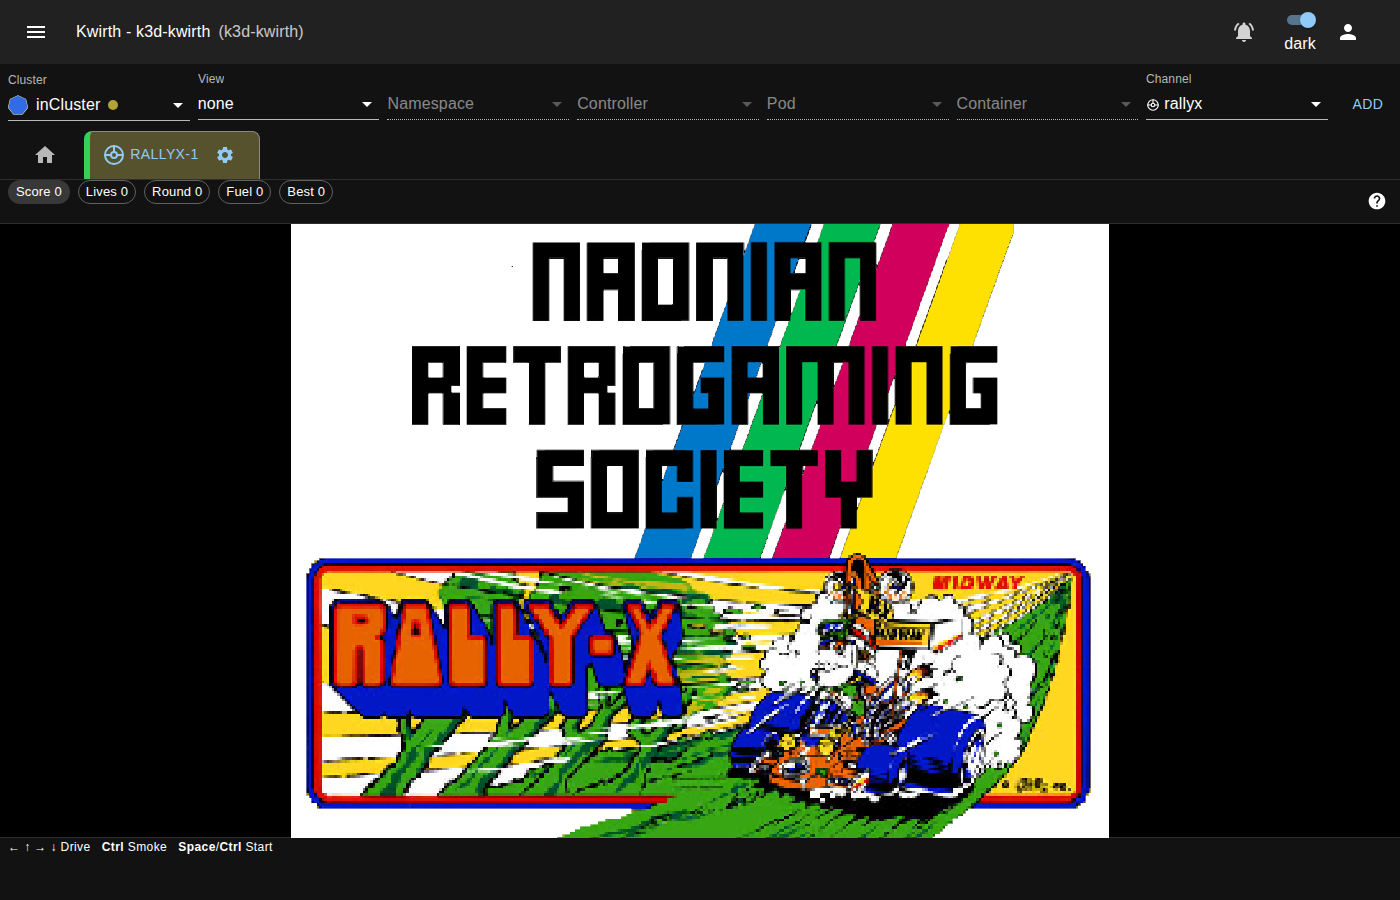 Kwirth - k3d-kwirth (k3d-kwirth)
dark
Cluster
inCluster
View
none
Namespace
Controller
Pod
Container
Channel
rallyx
ADD
RALLYX-1
Score 0
Lives 0
Round 0
Fuel 0
Best 0
NAONIAN
RETROGAMING
SOCIETY
MIDWAY
RALLY-X
← ↑ → ↓ Drive Ctrl Smoke Space/Ctrl Start